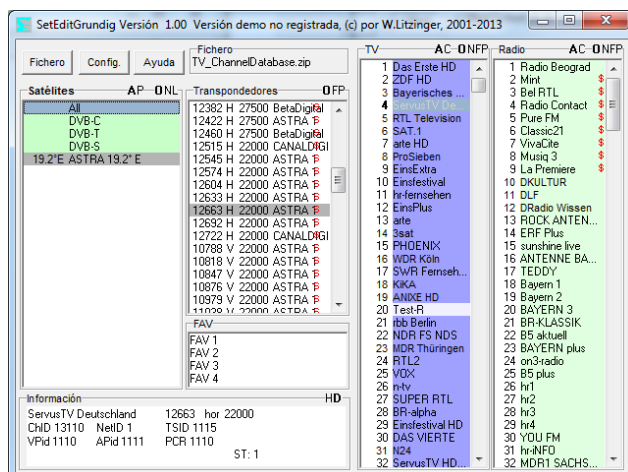 SetEditGrundig Versión 1.00 Versión demo no registrada, (c) por W.Litzinger, 2001-2013
Fichero
Config.
Ayuda
Fichero
TV_ChannelDatabase.zip
Satélites AP ONL
All
DVB-C
DVB-T
DVB-S
19.2°E ASTRA 19.2° E
Transpondedores OFP
12382 H 27500 BetaDigital
12422 H 27500 ASTRA
12460 H 27500 BetaDigital
12515 H 22000
12545 H 22000 ASTRA
12574 H 22000 ASTRA
12604 H 22000 ASTRA
12633 H 22000 ASTRA
12663 H 22000 ASTRA
12692 H 22000 ASTRA
12722 H 22000
10788 V 22000 ASTRA
10818 V 22000 ASTRA
10847 V 22000 ASTRA
10876 V 22000 ASTRA
10979 V 22000 ASTRA
11038 V 22000 ASTRA
FAV
FAV 1
FAV 2
FAV 3
FAV 4
Información HD
ServusTV Deutschland 12663 hor 22000
ChID 13110 NetID 1 TSID 1115
VPid 1110 APid 1111 PCR 1110
ST: 1
TV AC-ONFP
1 Das Erste HD
2 ZDF HD
3 Bayerisches ...
4 ServusTV De...
5 RTL Television
6 SAT.1
7 arte HD
8 ProSieben
9 EinsExtra
10 Einsfestival
11 hr-fernsehen
12 EinsPlus
13 arte
14 3sat
15 PHOENIX
16 WDR Köln
17 SWR Fernseh...
18 KiKA
19 ANIXE HD
20 Test-R
21 rbb Berlin
22 NDR FS NDS
23 MDR Thüringen
24 RTL2
25 VOX
26 n-tv
27 SUPER RTL
28 BR-alpha
29 Einsfestival HD
30 DAS VIERTE
31 N24
32 ServusTV HD...
Radio AC-ONFP
1 Radio Beograd
2 Mint $
3 Bel RTL $
4 Radio Contact $
5 Pure FM $
6 Classic21 $
7 VivaCite $
8 Musiq 3 $
9 La Premiere $
10 DKULTUR
11 DLF
12 DRadio Wissen
13 ROCK ANTEN...
14 ERF Plus
15 sunshine live
16 ANTENNE BA...
17 TEDDY
18 Bayern 1
19 Bayern 2
20 BAYERN 3
21 BR-KLASSIK
22 B5 aktuell
23 BAYERN plus
24 on3-radio
25 B5 plus
26 hr1
27 hr2
28 hr3
29 hr4
30 YOU FM
31 hr-iNFO
32 MDR1 SACHS...